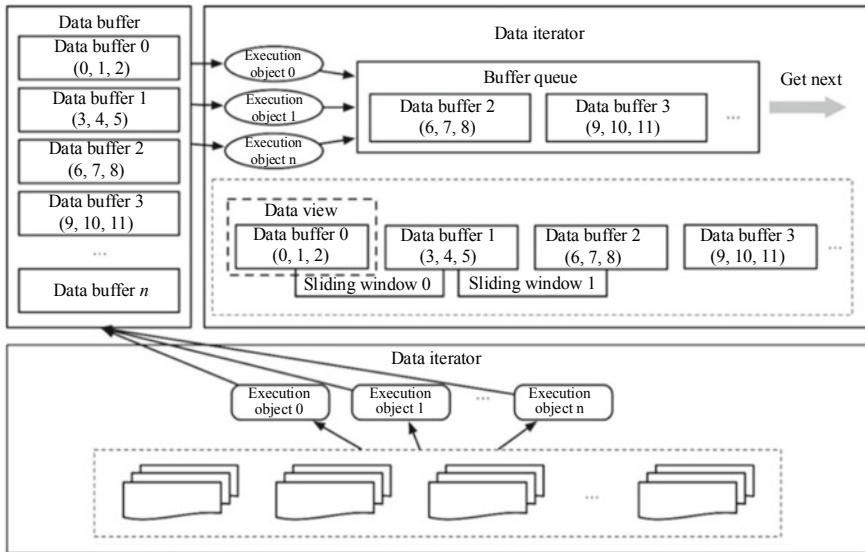 Data buffer
Data buffer 0
(0, 1, 2)
Data buffer 1
(3, 4, 5)
Data buffer 2
(6, 7, 8)
Data buffer 3
(9, 10, 11)
...
Data buffer n
Data iterator
Execution
object 0
Execution
object 1
Execution
object n
Buffer queue
Data buffer 2
(6, 7, 8)
Data buffer 3
(9, 10, 11)
...
Get next
Data view
Data buffer 0
(0, 1, 2)
Data buffer 1
(3, 4, 5)
Data buffer 2
(6, 7, 8)
Data buffer 3
(9, 10, 11)
...
Sliding window 0
Sliding window 1
Data iterator
Execution
object 0
Execution
object 1
...
Execution
object n
...